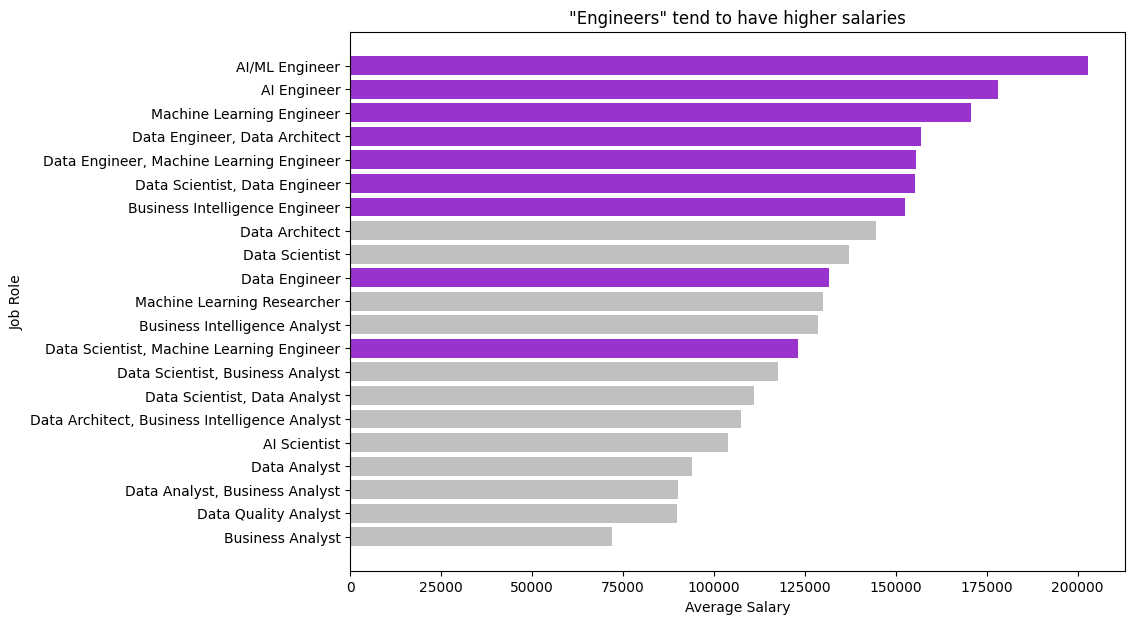 "Engineers" tend to have higher salaries
AI/ML Engineer
AI Engineer
Machine Learning Engineer
Data Engineer, Data Architect
Data Engineer, Machine Learning Engineer
Data Scientist, Data Engineer
Business Intelligence Engineer
Data Architect
Data Scientist
Data Engineer
Machine Learning Researcher
Business Intelligence Analyst
Data Scientist, Machine Learning Engineer
Data Scientist, Business Analyst
Data Scientist, Data Analyst
Data Architect, Business Intelligence Analyst
AI Scientist
Data Analyst
Data Analyst, Business Analyst
Data Quality Analyst
Business Analyst
Job Role
0 25000 50000 75000 100000 125000 150000 175000 200000
Average Salary